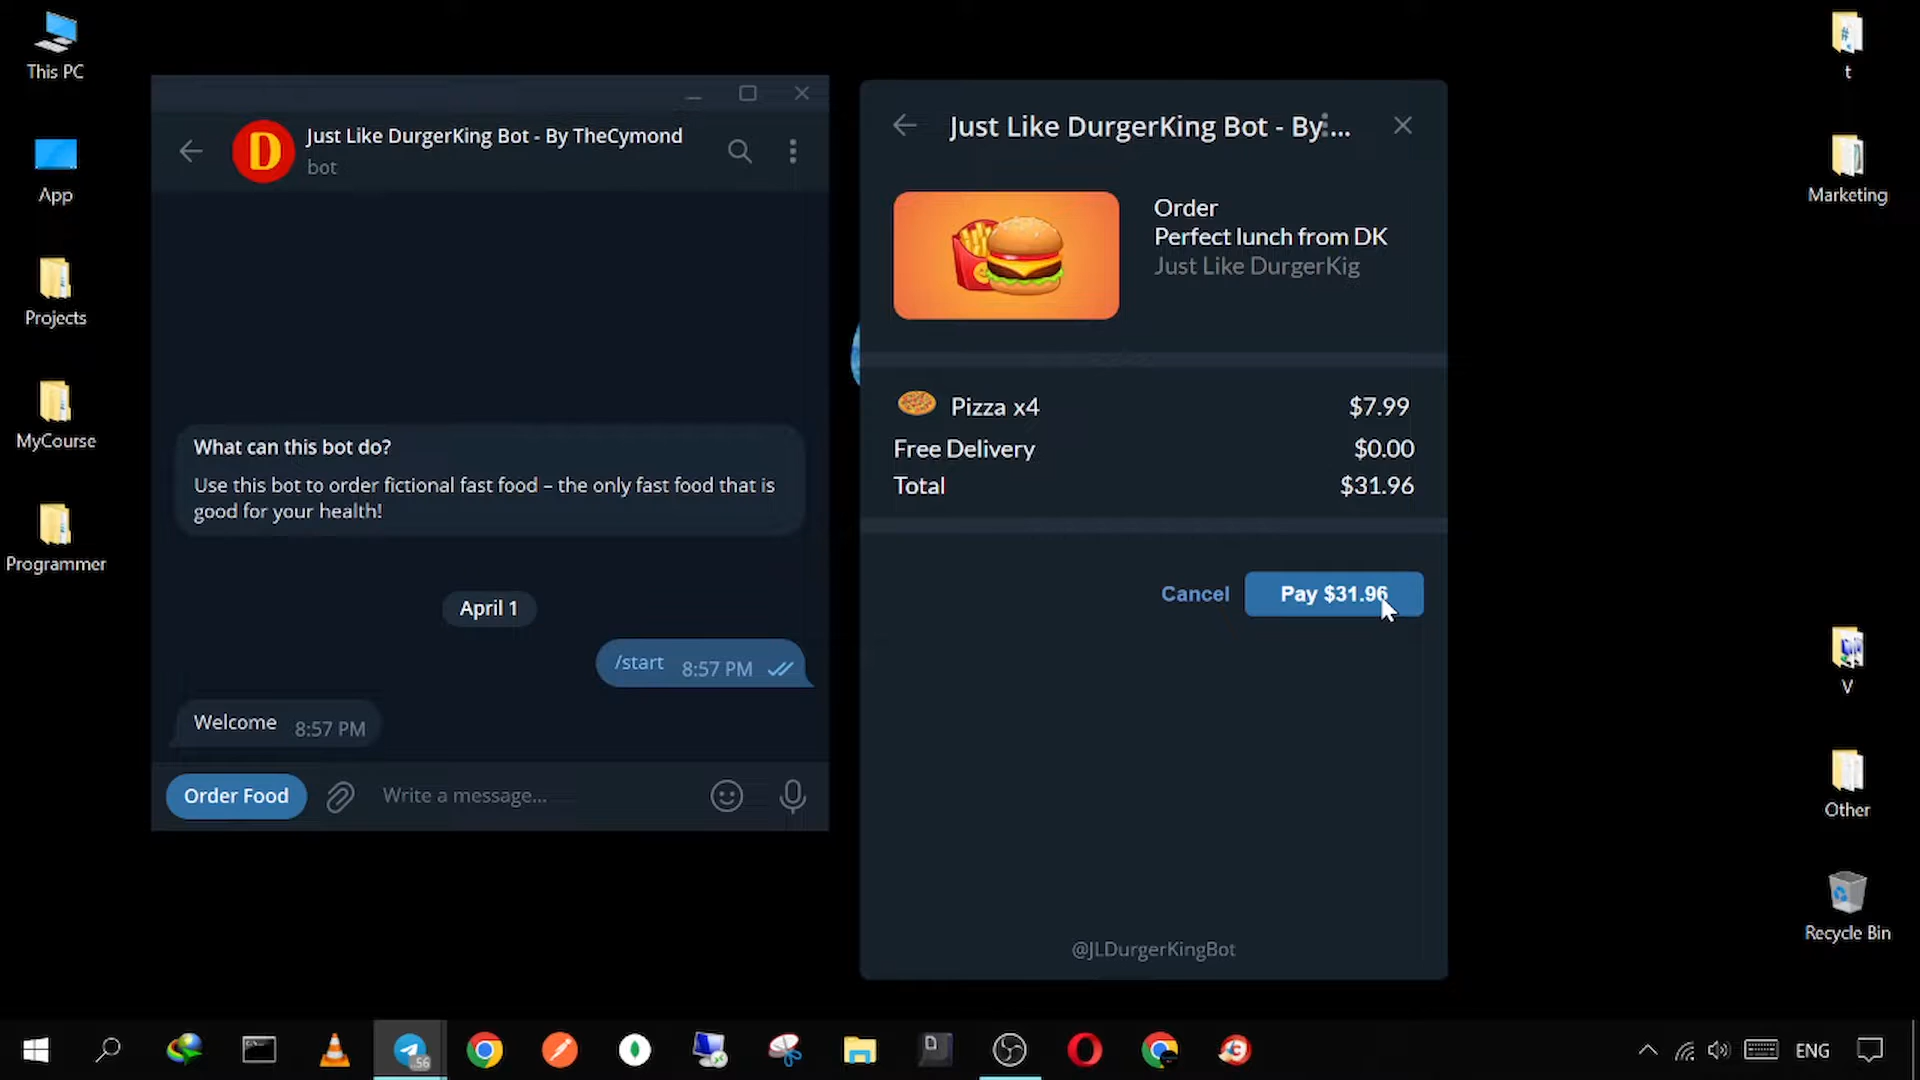 This PC
App
Projects
MyCourse
Programmer
D
Just Like DurgerKing Bot - By TheCymond
bot
What can this bot do?
Use this bot to order fictional fast food – the only fast food that is
good for your health!
April 1
/start 8:57 PM
Welcome 8:57 PM
Order Food
Write a message...
Just Like DurgerKing Bot - By...
Order
Perfect lunch from DK
Just Like DurgerKig
Pizza x4 $7.99
Free Delivery $0.00
Total $31.96
Cancel
Pay $31.96
@JLDurgerKingBot
#
t
Marketing
V
Other
Recycle Bin
.56
D
ENG